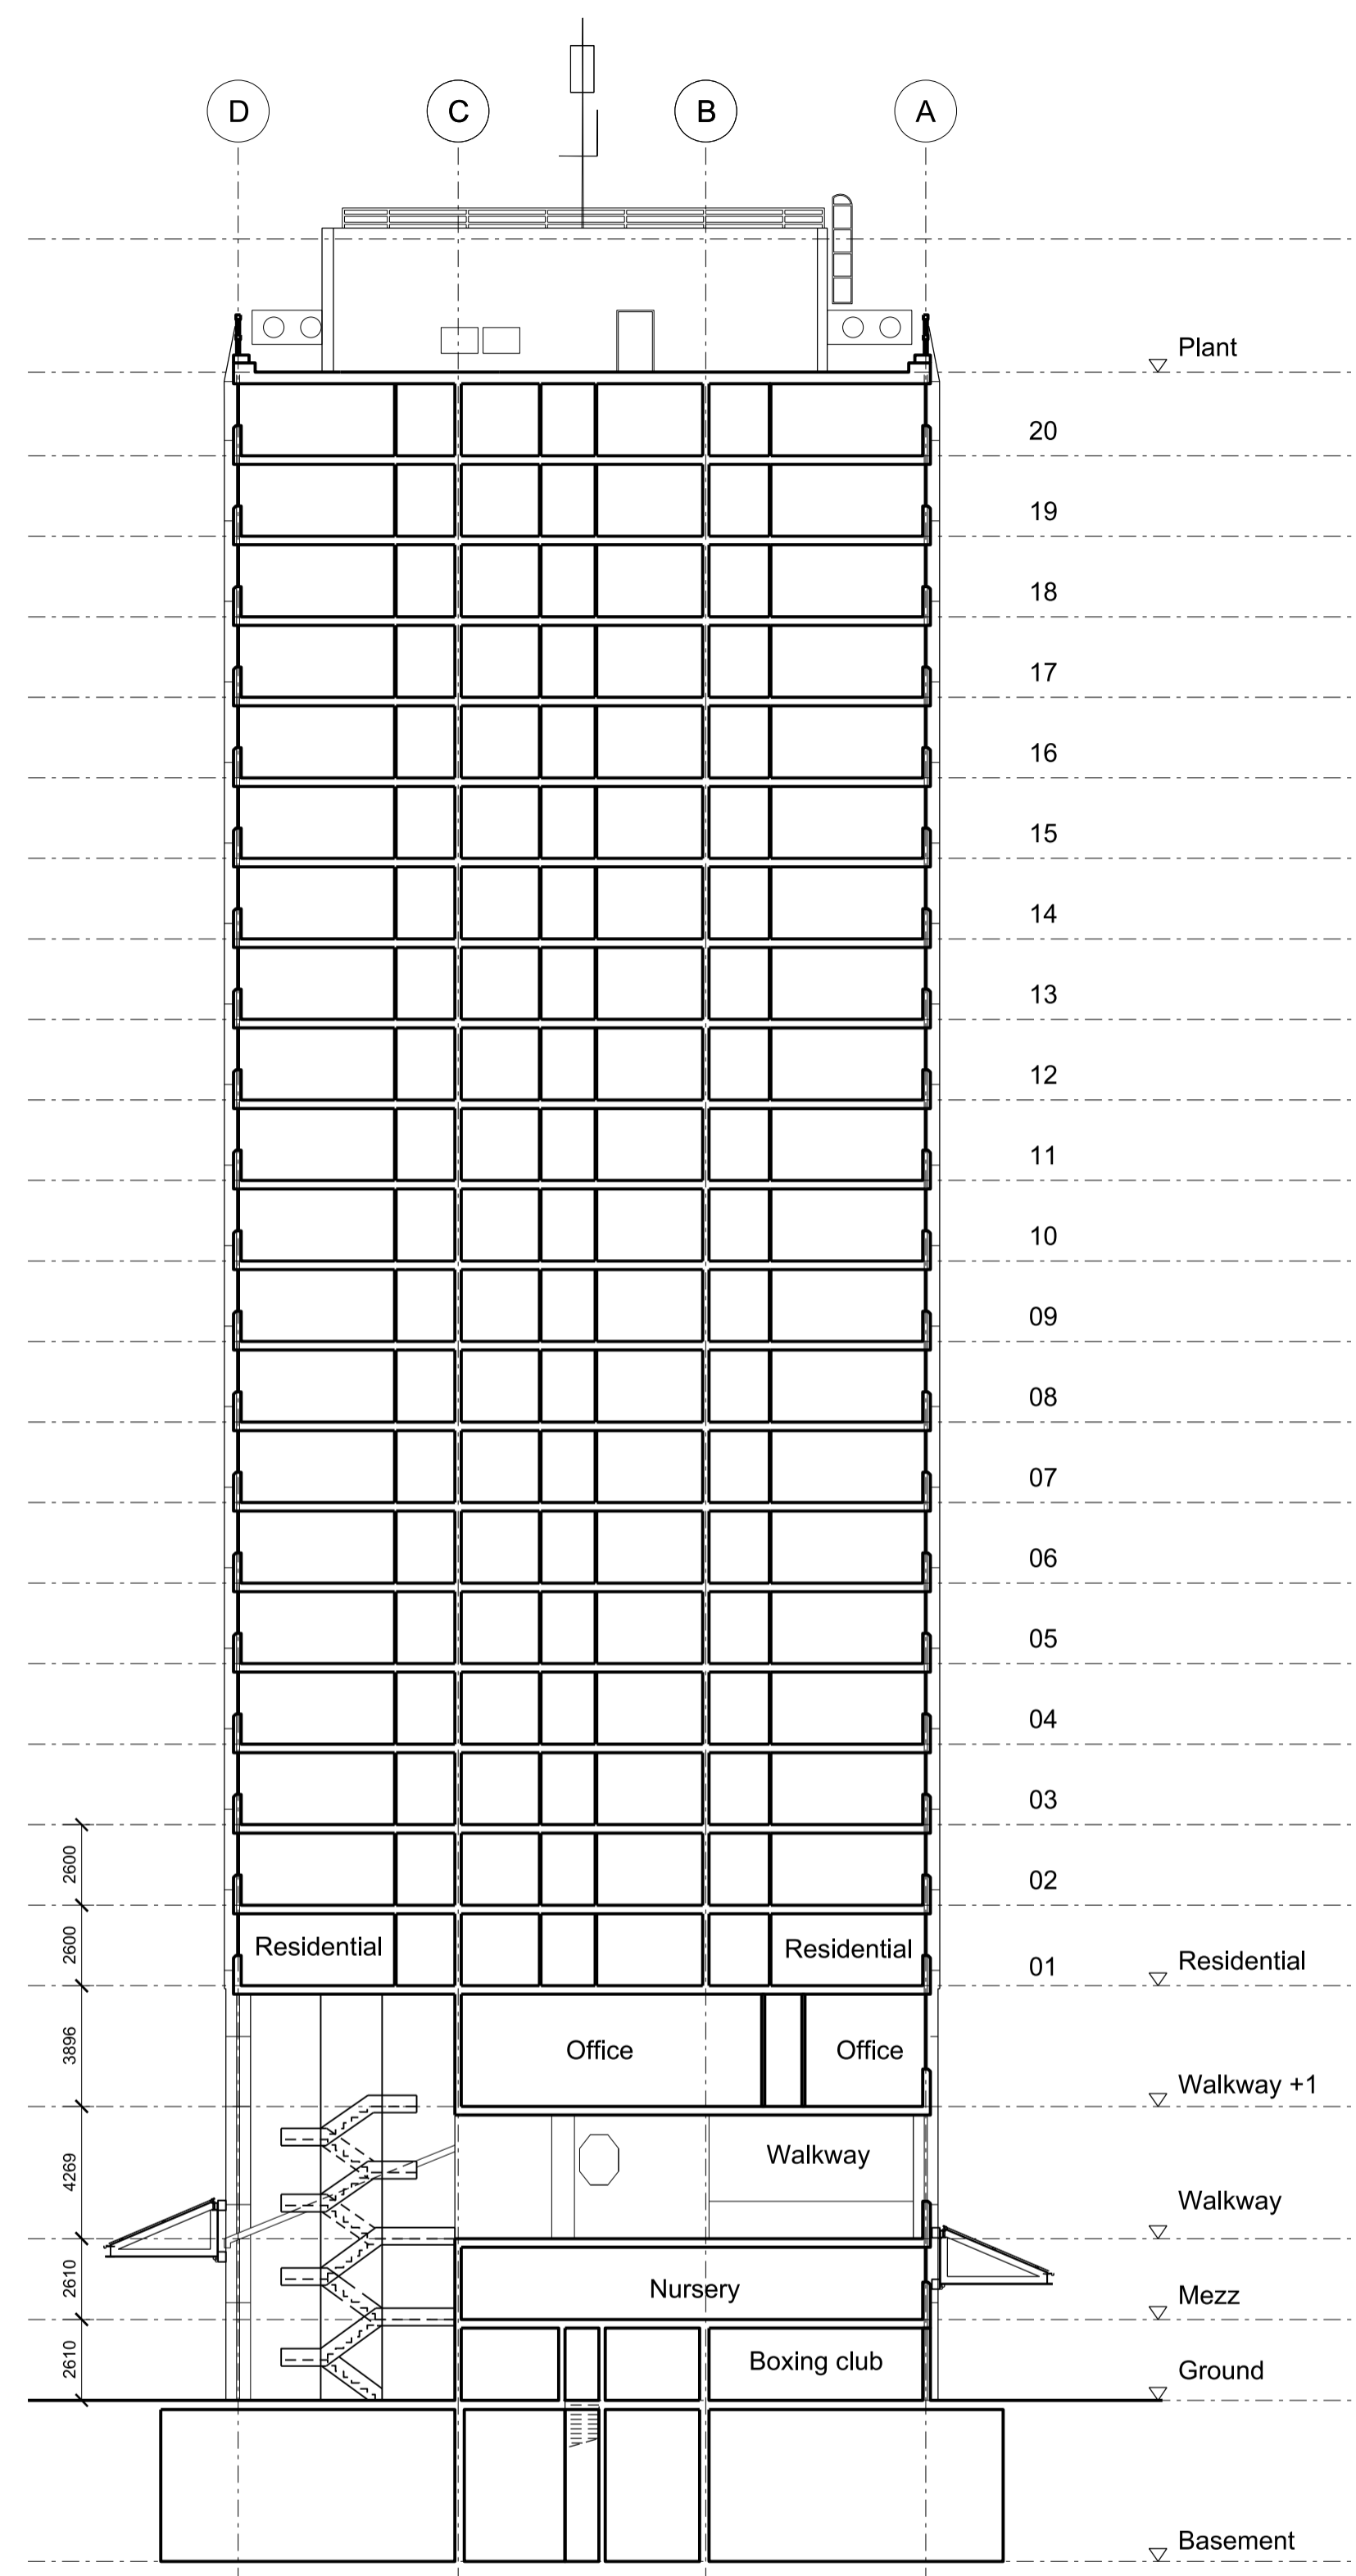 D C B A
Plant
20
19
18
17
16
15
14
13
12
11
10
09
08
07
06
05
04
03
2600
02
2600
Residential Residential
01 Residential
3896
Office Office
Walkway +1
4269
Walkway
Walkway
2610
Nursery
Mezz
2610
Boxing club
Ground
Basement